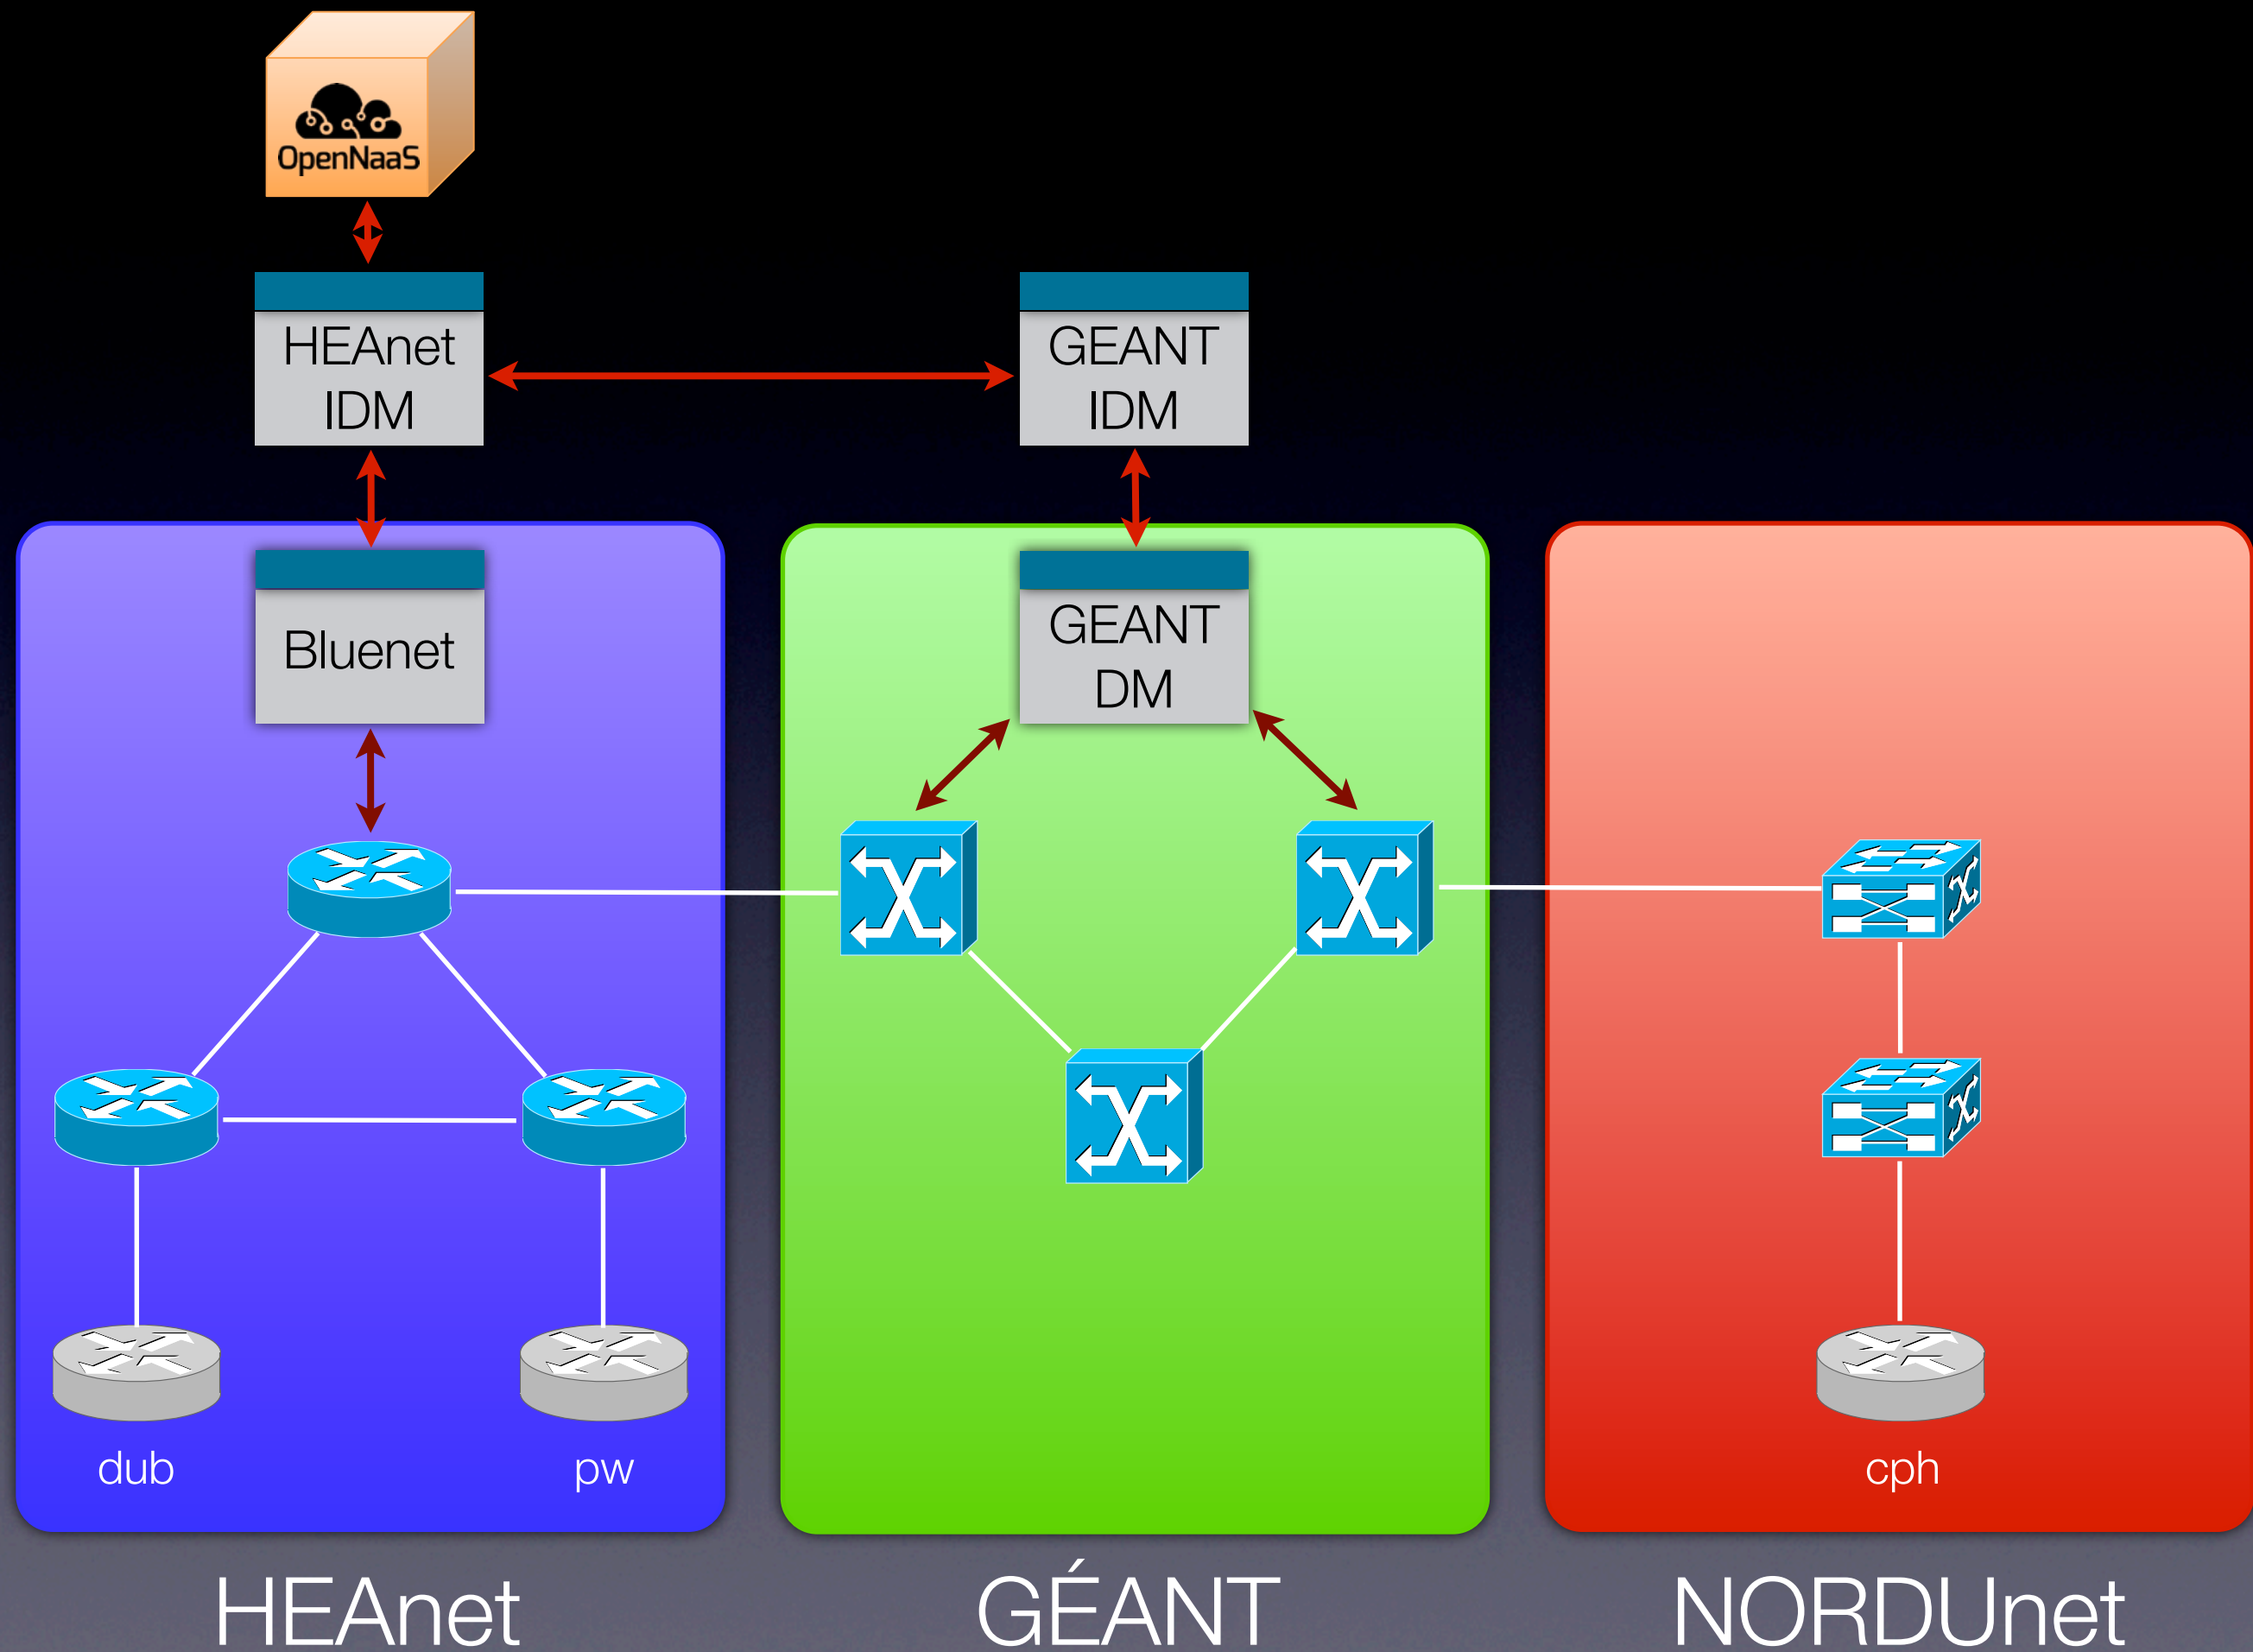 OpenNaaS
HEAnet
IDM
GEANT
IDM
Bluenet
GEANT
DM
dub
pw
cph
HEAnet
GÉANT
NORDUnet